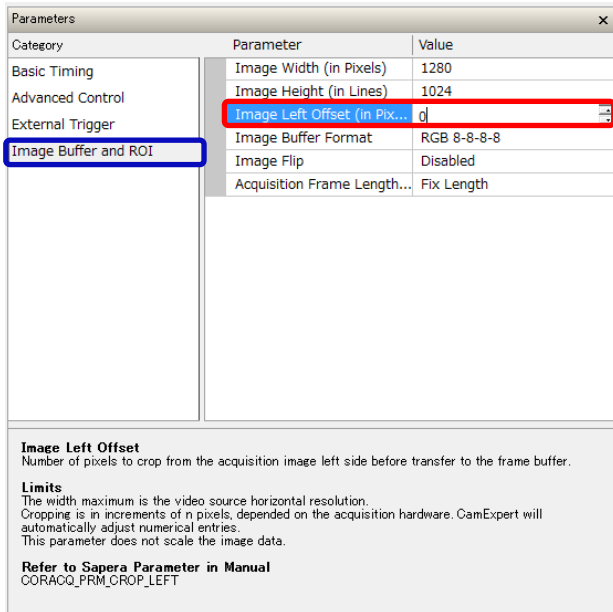 Parameters ×
Category Parameter Value
Basic Timing
Advanced Control
External Trigger
Image Buffer and ROI
Image Width (in Pixels) 1280
Image Height (in Lines) 1024
Image Left Offset (in Pix... 0
Image Buffer Format RGB 8-8-8-8
Image Flip Disabled
Acquisition Frame Length... Fix Length
Image Left Offset
Number of pixels to crop from the acquisition image left side before transfer to the frame buffer.
Limits
The width maximum is the video source horizontal resolution.
Cropping is in increments of n pixels, depended on the acquisition hardware. CamExpert will
automatically adjust numerical entries.
This parameter does not scale the image data.
Refer to Sapera Parameter in Manual
CORACQ_PRM_CROP_LEFT